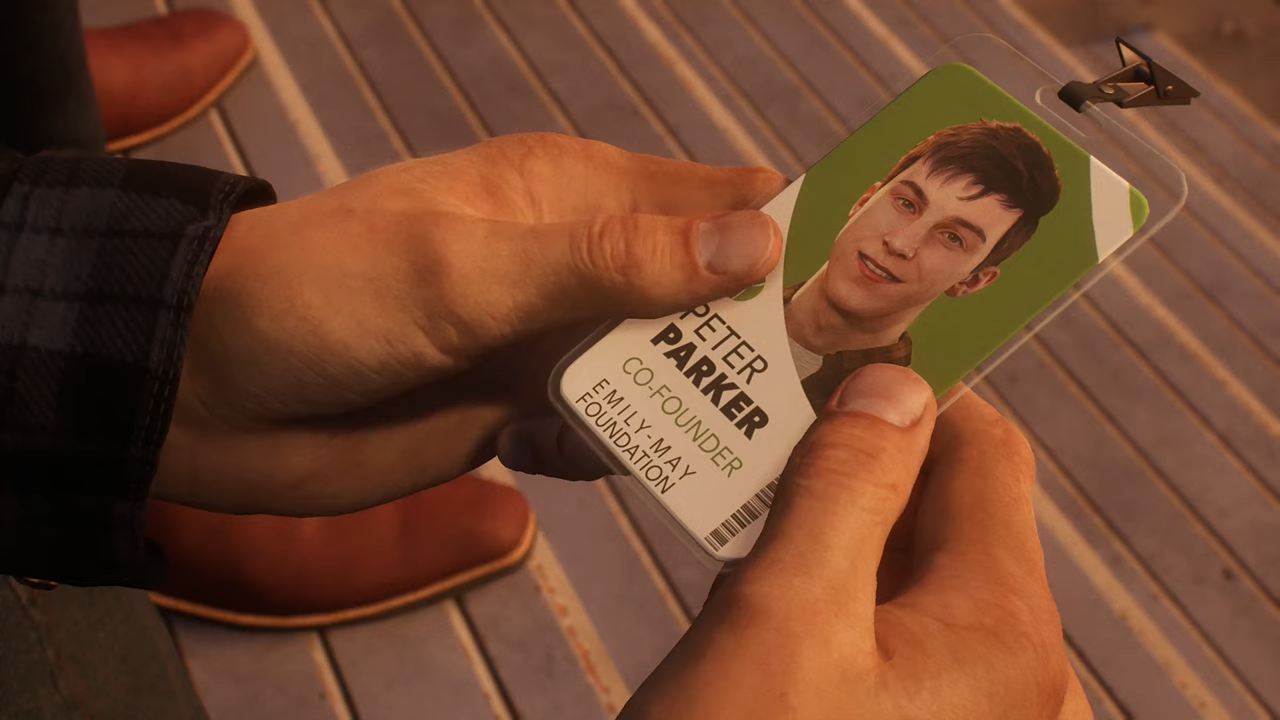 PETER
PARKER
CO-FOUNDER
EMILY-MAY
FOUNDATION